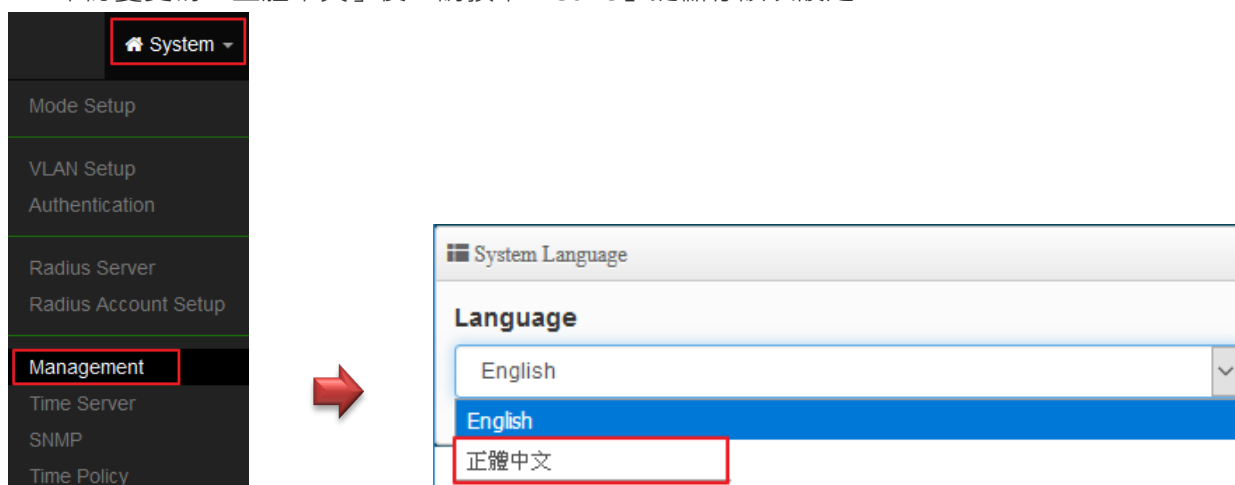 System
Mode Setup
VLAN Setup
Authentication
Radius Server
Radius Account Setup
Management
Time Server
SNMP
Time Policy
System Language
Language
English
English
正體中文